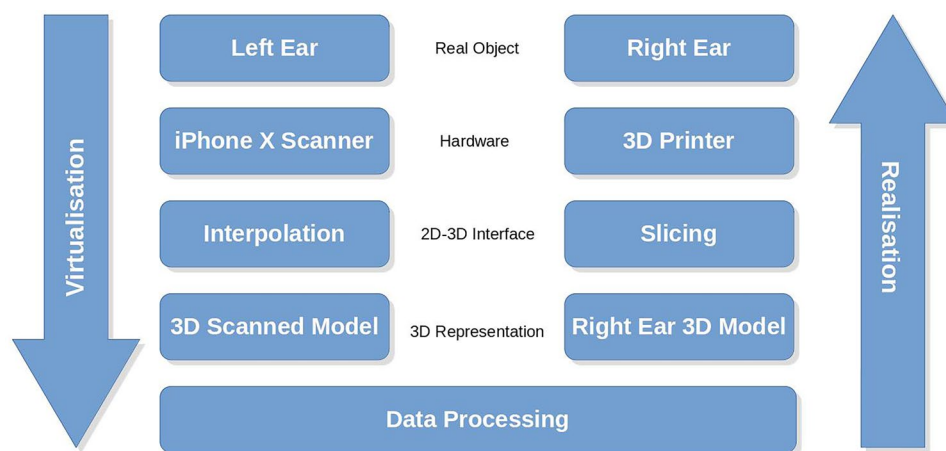 Left Ear
Real Object
Right Ear
iPhone X Scanner
Hardware
3D Printer
Virtualisation
Realisation
Interpolation
2D-3D Interface
Slicing
3D Scanned Model
3D Representation
Right Ear 3D Model
Data Processing